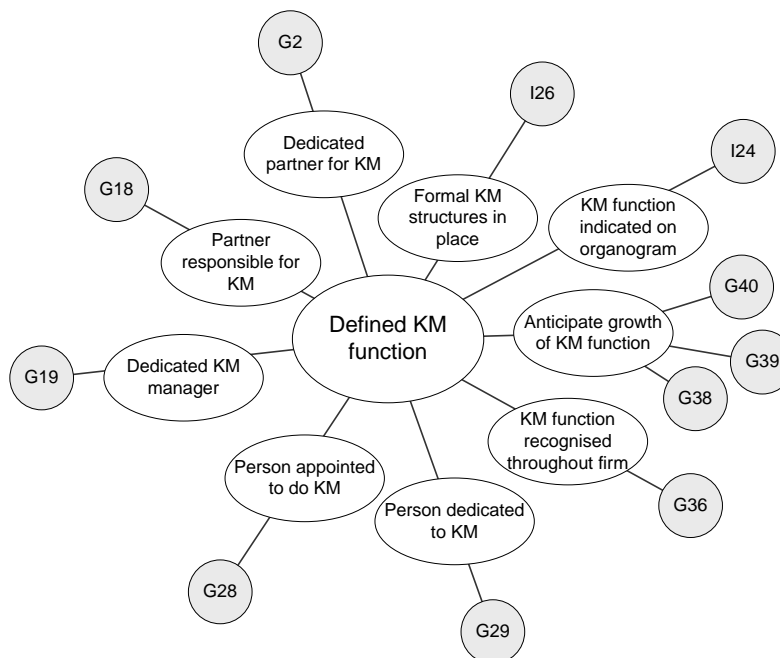 G2
I26
Dedicated
partner for KM
I24
G18
Formal KM
structures in
place
KM function
indicated on
organogram
Partner
responsible for
KM
G40
Defined KM
function
Anticipate growth
of KM function
G39
G19
Dedicated KM
manager
G38
KM function
recognised
throughout firm
Person appointed
to do KM
G36
Person dedicated
to KM
G28
G29